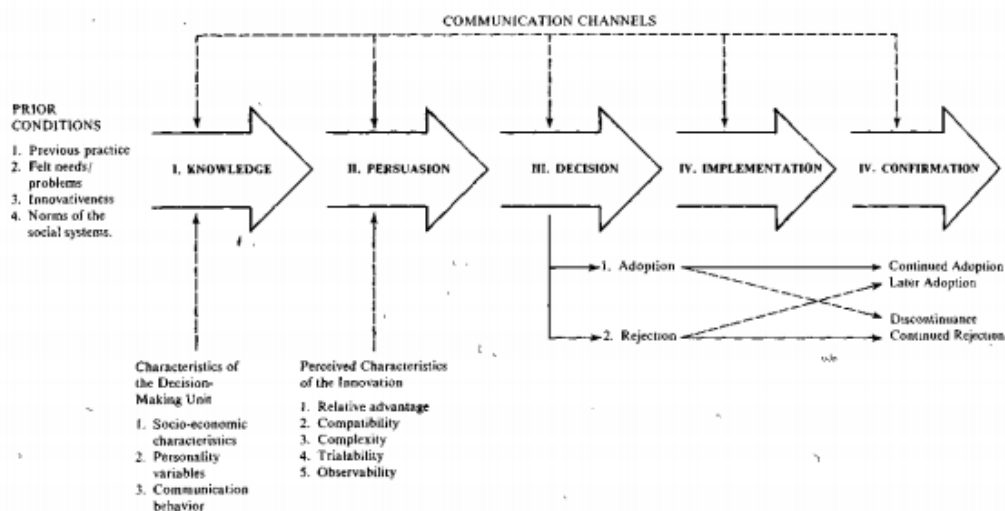 COMMUNICATION CHANNELS
PRIOR
CONDITIONS
1. Previous practice
2. Felt needs/
problems
3. Innovativeness
4. Norms of the
social systems.
I. KNOWLEDGE
II. PERSUASION
III. DECISION
IV. IMPLEMENTATION
IV. CONFIRMATION
1. Adoption
2. Rejection
Continued Adoption
Later Adoption
Discontinuance
Continued Rejection
Characteristics of
the Decision-
Making Unit
1. Socio-economic
characteristics
2. Personality
variables
3. Communication
behavior
Perceived Characteristics
of the Innovation
1. Relative advantage
2. Compatibility
3. Complexity
4. Trialability
5. Observability